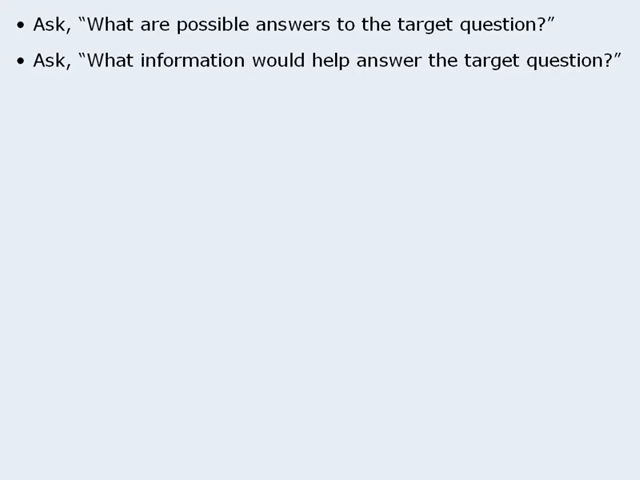 • Ask, “What are possible answers to the target question?”
• Ask, “What information would help answer the target question?”